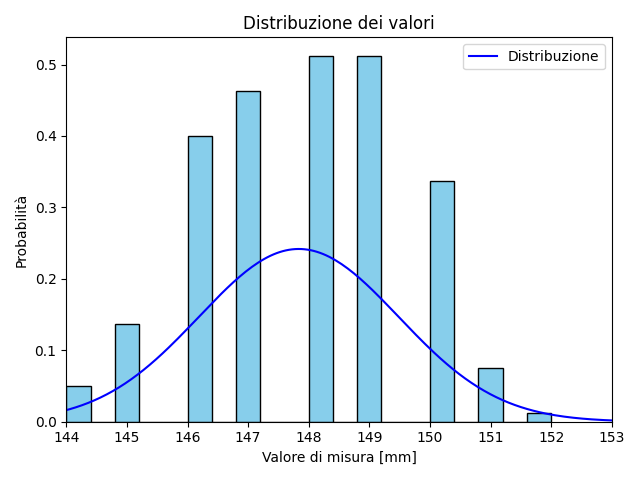 Distribuzione dei valori
Distribuzione
Probabilità
0.5
0.4
0.3
0.2
0.1
0.0
144 145 146 147 148 149 150 151 152 153
Valore di misura [mm]